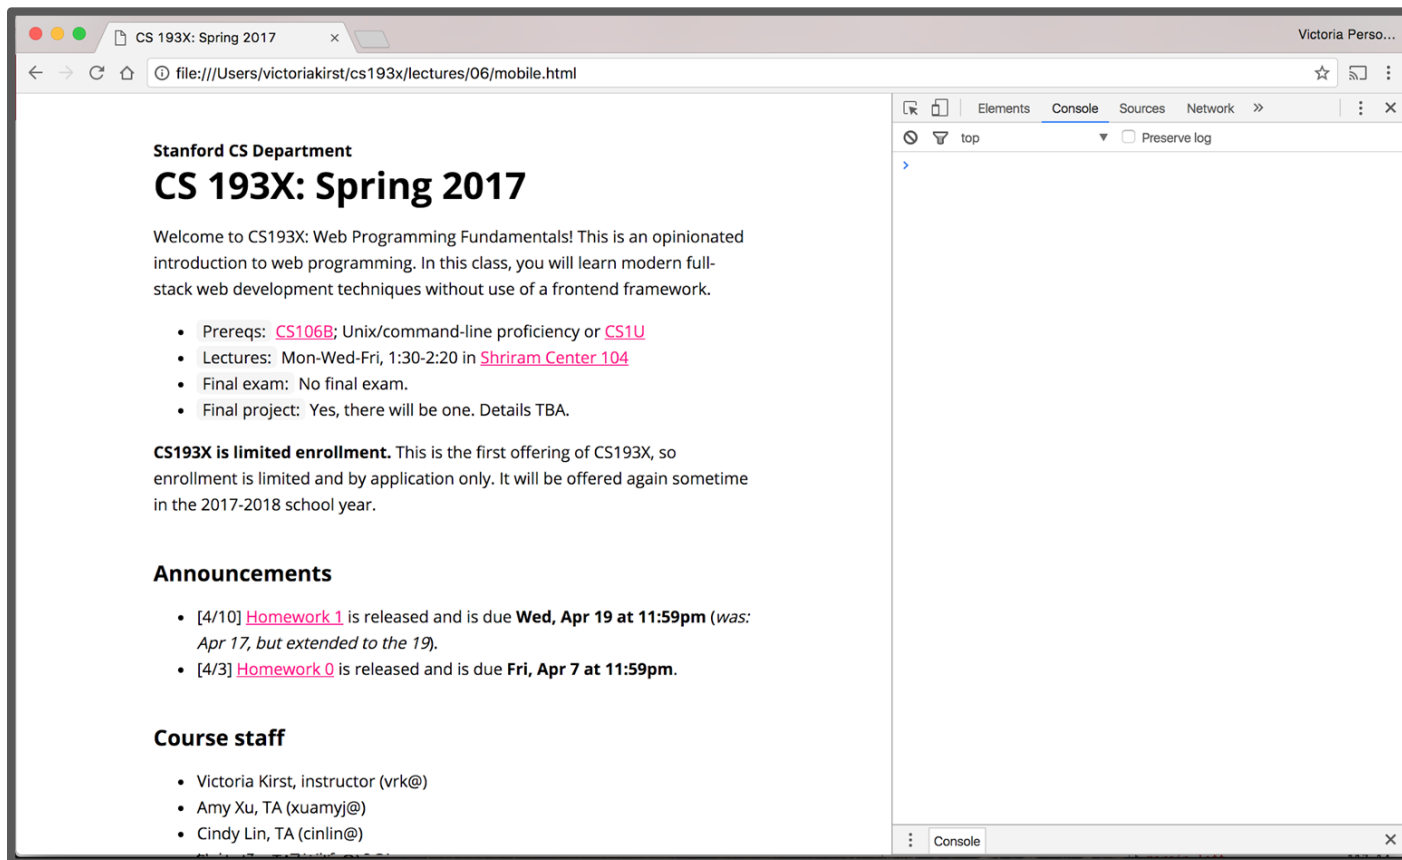 CS 193X: Spring 2017
Victoria Perso...
file:///Users/victoriakirst/cs193x/lectures/06/mobile.html
Elements Console Sources Network »
top Preserve log
Stanford CS Department
CS 193X: Spring 2017
Welcome to CS193X: Web Programming Fundamentals! This is an opinionated
introduction to web programming. In this class, you will learn modern full-
stack web development techniques without use of a frontend framework.
• Prereqs: CS106B; Unix/command-line proficiency or CS1U
• Lectures: Mon-Wed-Fri, 1:30-2:20 in Shriram Center 104
• Final exam: No final exam.
• Final project: Yes, there will be one. Details TBA.
CS193X is limited enrollment. This is the first offering of CS193X, so
enrollment is limited and by application only. It will be offered again sometime
in the 2017-2018 school year.
Announcements
• [4/10] Homework 1 is released and is due Wed, Apr 19 at 11:59pm (was:
Apr 17, but extended to the 19).
• [4/3] Homework 0 is released and is due Fri, Apr 7 at 11:59pm.
Course staff
• Victoria Kirst, instructor (vrk@)
• Amy Xu, TA (xuamyj@)
• Cindy Lin, TA (cinlin@)
Console